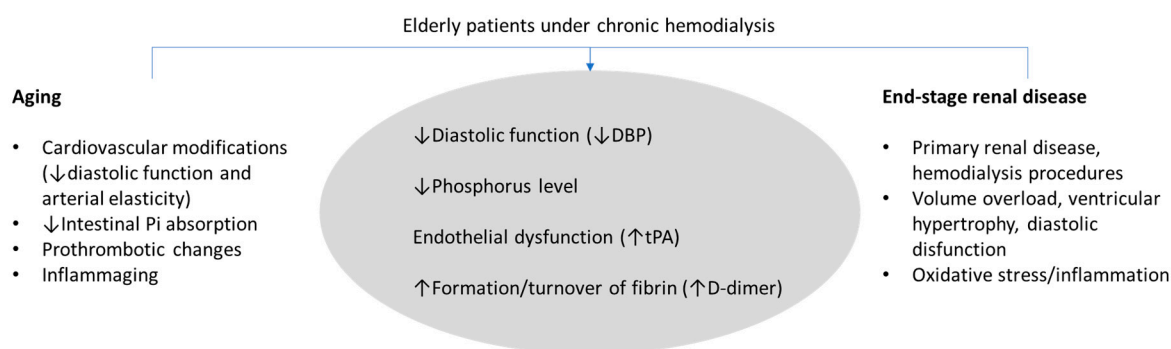 Elderly patients under chronic hemodialysis
Aging
• Cardiovascular modifications
(↓diastolic function and
arterial elasticity)
• ↓Intestinal Pi absorption
• Prothrombotic changes
• Inflammaging
↓Diastolic function (↓DBP)
↓Phosphorus level
Endothelial dysfunction (↑tPA)
↑Formation/turnover of fibrin (↑D-dimer)
End-stage renal disease
• Primary renal disease,
hemodialysis procedures
• Volume overload, ventricular
hypertrophy, diastolic
disfunction
• Oxidative stress/inflammation